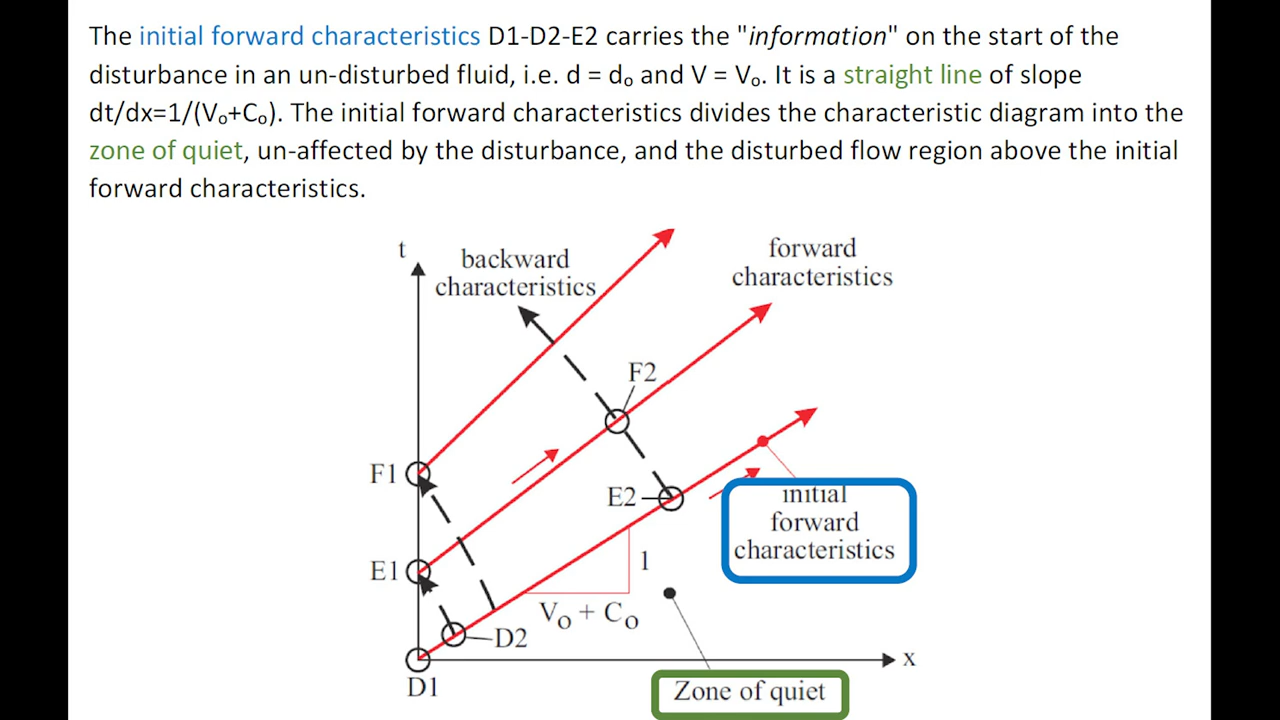 The initial forward characteristics D1-D2-E2 carries the "information" on the start of the
disturbance in an un-disturbed fluid, i.e. d = dₒ and V = Vₒ. It is a straight line of slope
dt/dx=1/(Vₒ+Cₒ). The initial forward characteristics divides the characteristic diagram into the
zone of quiet, un-affected by the disturbance, and the disturbed flow region above the initial
forward characteristics.
t
backward
characteristics
forward
characteristics
F2
F1
E2
initial
forward
characteristics
E1
1
Vₒ + Cₒ
D2
x
D1
Zone of quiet